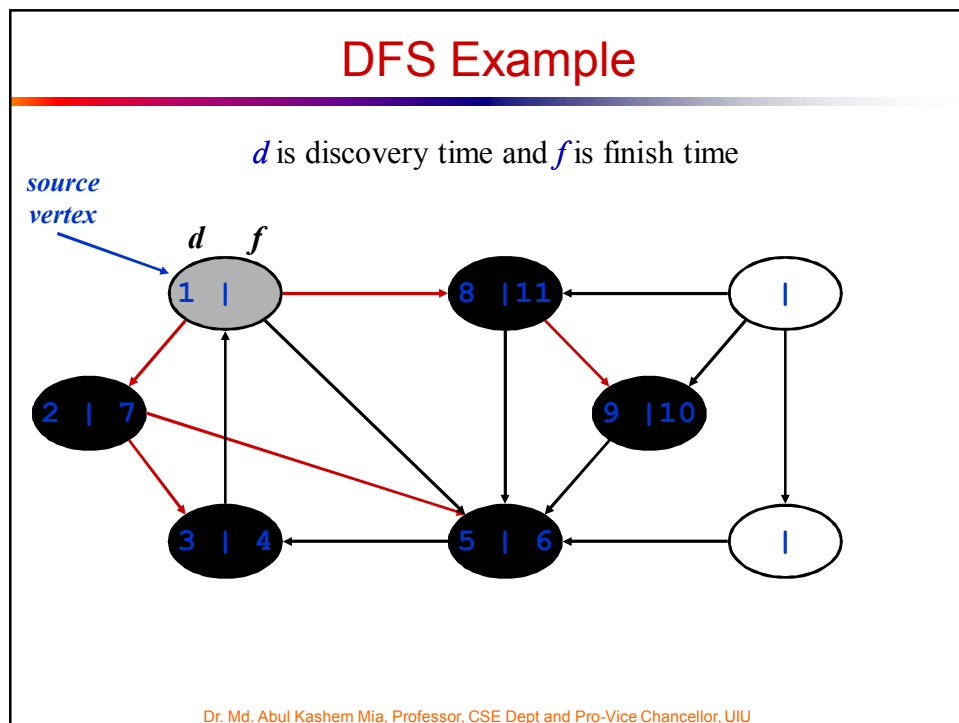 DFS Example
d is discovery time and f is finish time
source
vertex
d f
1 |
8 |11
|
2 | 7
9 |10
3 | 4
5 | 6
|
Dr. Md. Abul Kashem Mia, Professor, CSE Dept and Pro-Vice Chancellor, UIU